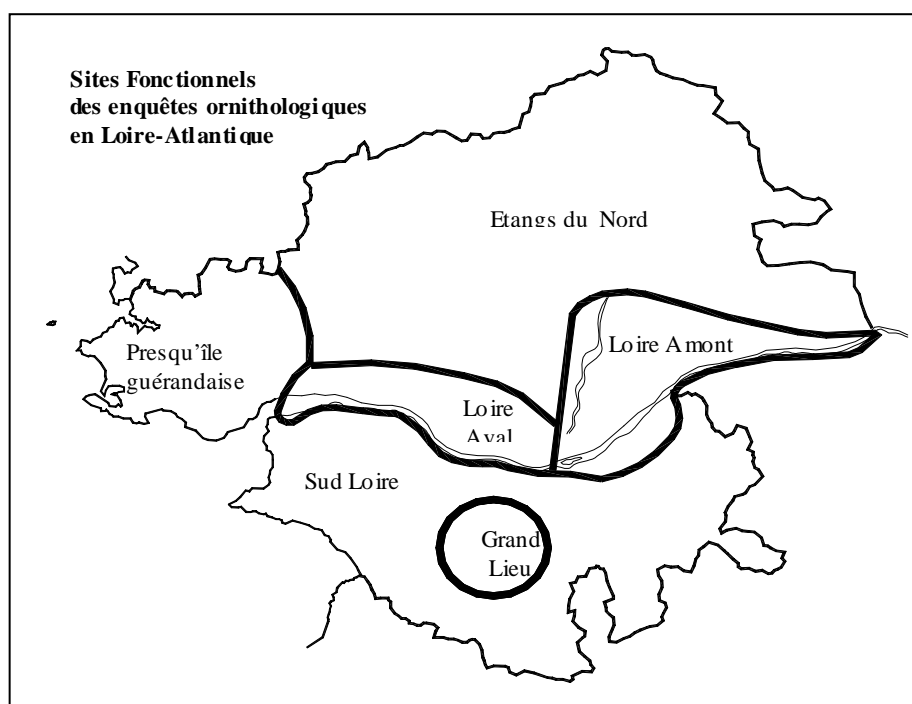 Sites Fonctionnels
des enquêtes ornithologiques
en Loire-Atlantique
Etangs du Nord
Presqu'île
guérandaise
Loire Amont
Loire
Aval
Sud Loire
Grand
Lieu